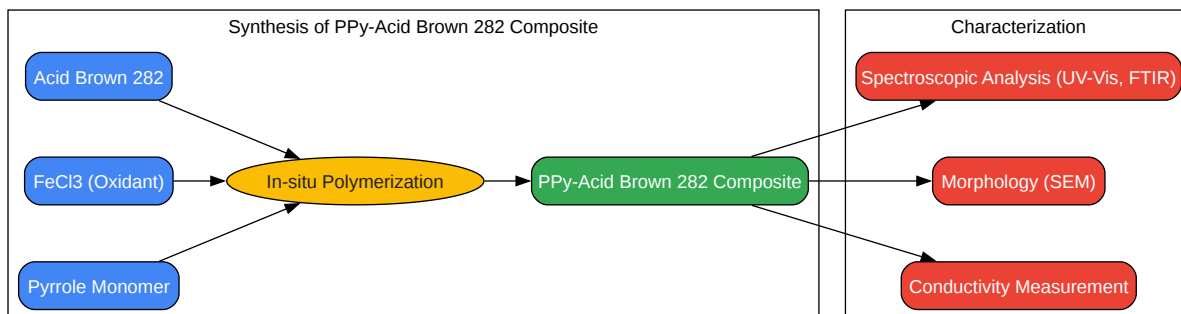 Synthesis of PPy-Acid Brown 282 Composite
Acid Brown 282
FeCl3 (Oxidant)
Pyrrole Monomer
In-situ Polymerization
PPy-Acid Brown 282 Composite
Characterization
Spectroscopic Analysis (UV-Vis, FTIR)
Morphology (SEM)
Conductivity Measurement